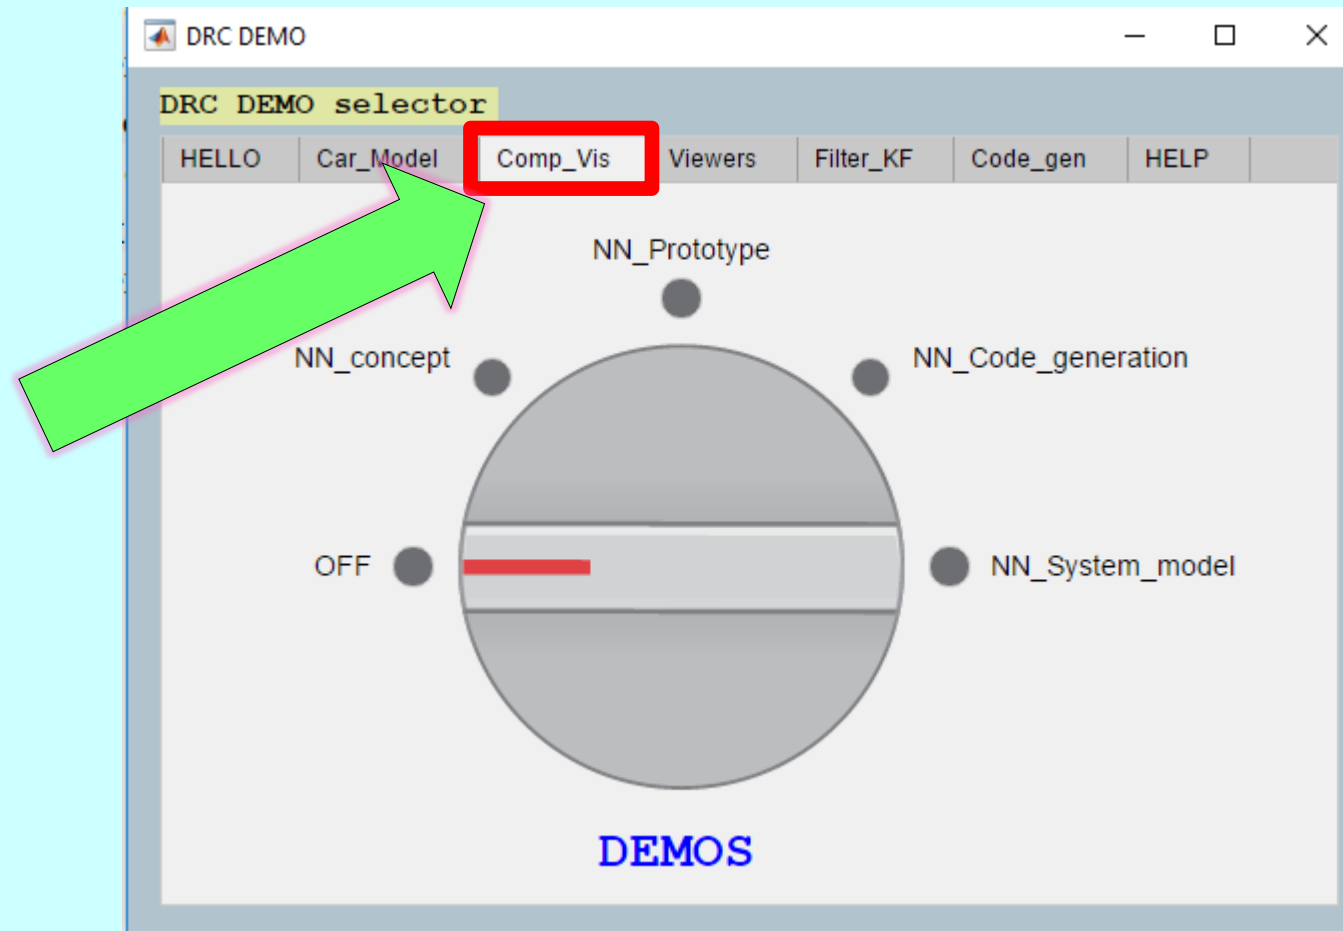 DRC DEMO
DRC DEMO selector
HELLO Car_Model Comp_Vis Viewers Filter_KF Code_gen HELP
NN_Prototype
NN_concept NN_Code_generation
OFF NN_System_model
DEMOS